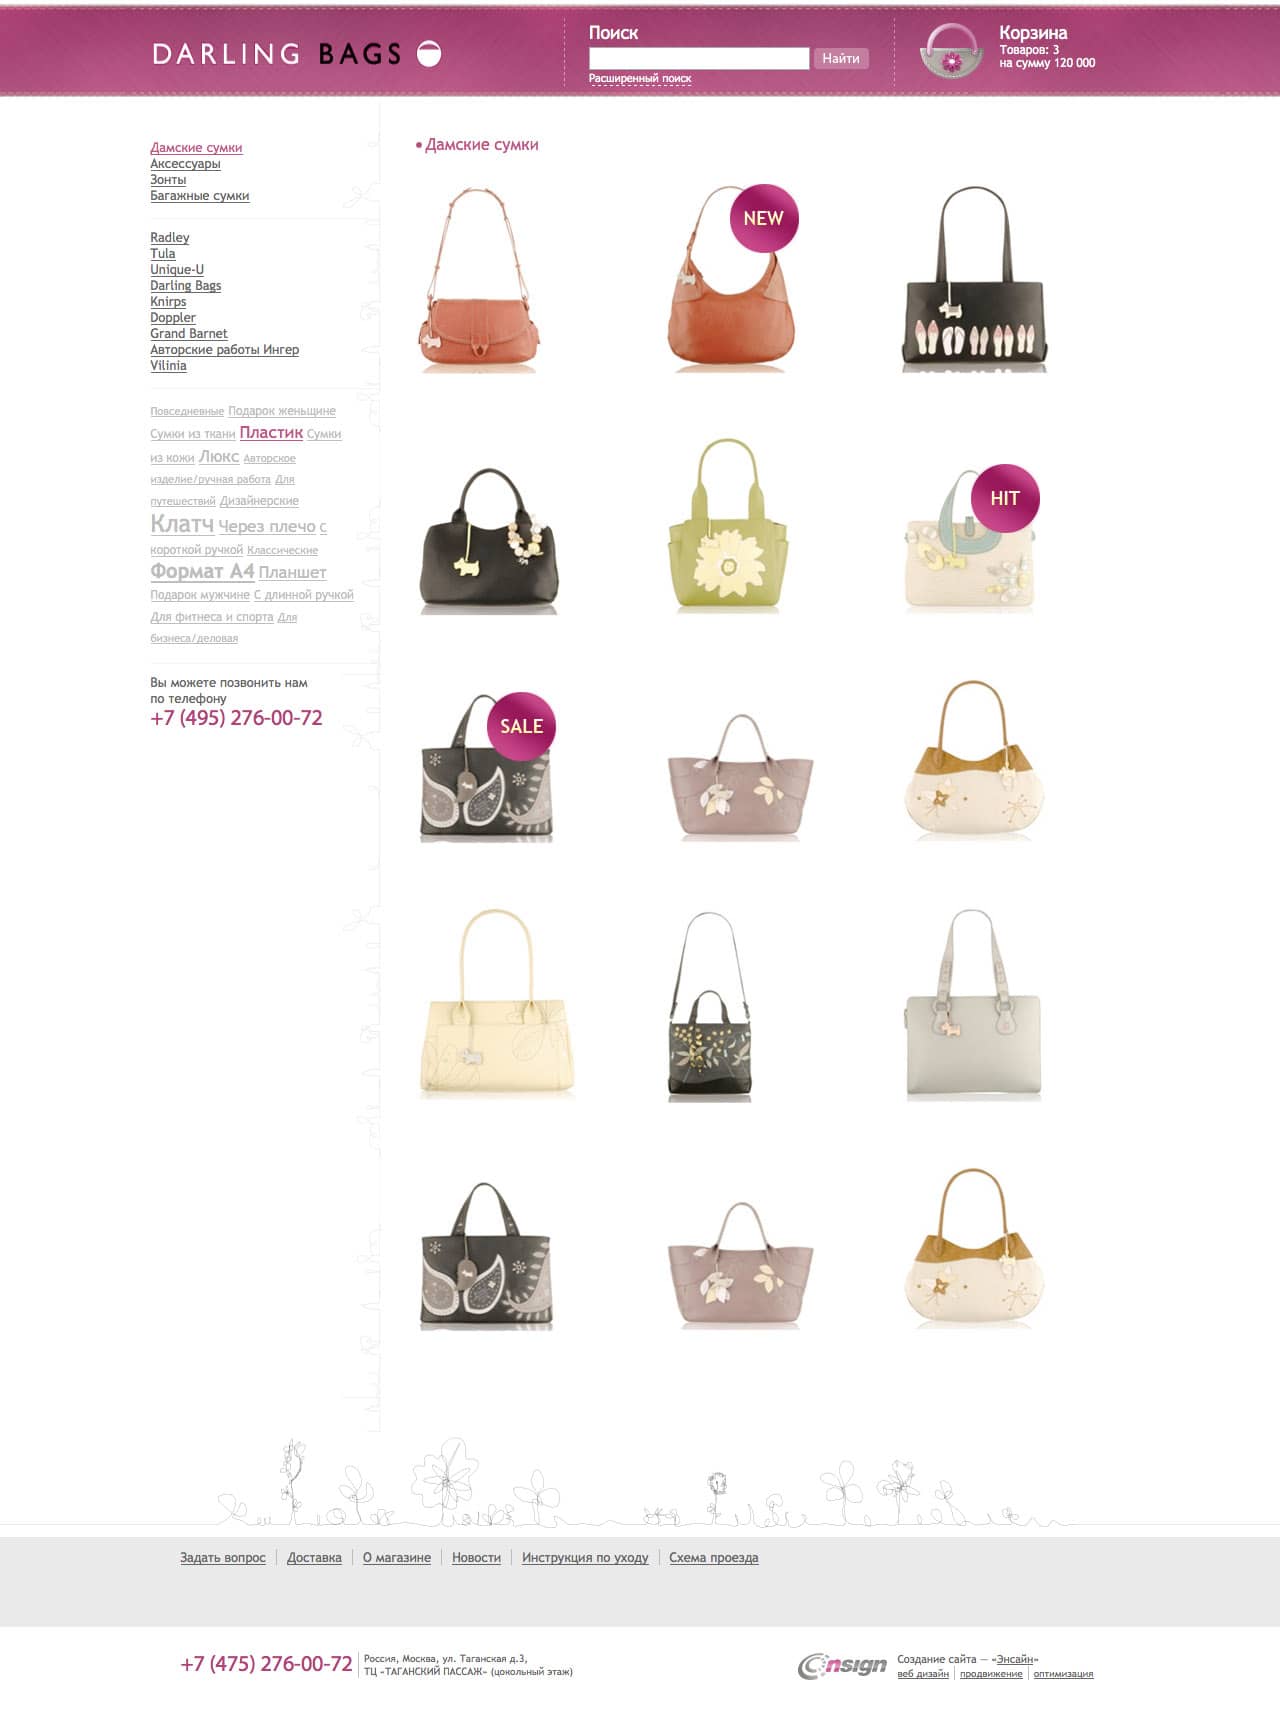 DARLING BAGS
Поиск
Найти
Расширенный поиск
Корзина
Товаров: 3
на сумму 120 000
Дамские сумки
Аксессуары
Зонты
Багажные сумки
Radley
Tula
Unique-U
Darling Bags
Knirps
Doppler
Grand Barnet
Авторские работы Ингер
Vilinia
Повседневные Подарок женьщине
Сумки из ткани Пластик Сумки
из кожи Люкс Авторское
изделие/ручная работа Для
путешествий Дизайнерские
Клатч Через плечо с
короткой ручкой Классические
Формат А4 Планшет
Подарок мужчине С длинной ручкой
Для фитнеса и спорта Для
бизнеса/деловая
Вы можете позвонить нам
по телефону
+7 (495) 276-00-72
• Дамские сумки
NEW
HIT
SALE
Задать вопрос
Доставка
О магазине
Новости
Инструкция по уходу
Схема проезда
+7 (475) 276-00-72
Россия, Москва, ул. Таганская д.3,
ТЦ «ТАГАНСКИЙ ПАССАЖ» (цокольный этаж)
nsign
Создание сайта — «Энсайн»
веб дизайн
продвижение
оптимизация